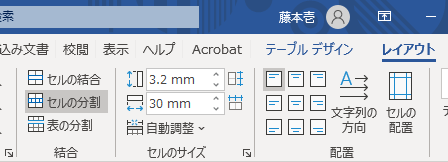 検索
藤本壱
込み文書 校閲 表示 ヘルプ Acrobat テーブル デザイン レイアウト
セルの結合
セルの分割
表の分割
結合
3.2 mm
30 mm
自動調整
セルのサイズ
文字列の
方向
セルの
配置
配置